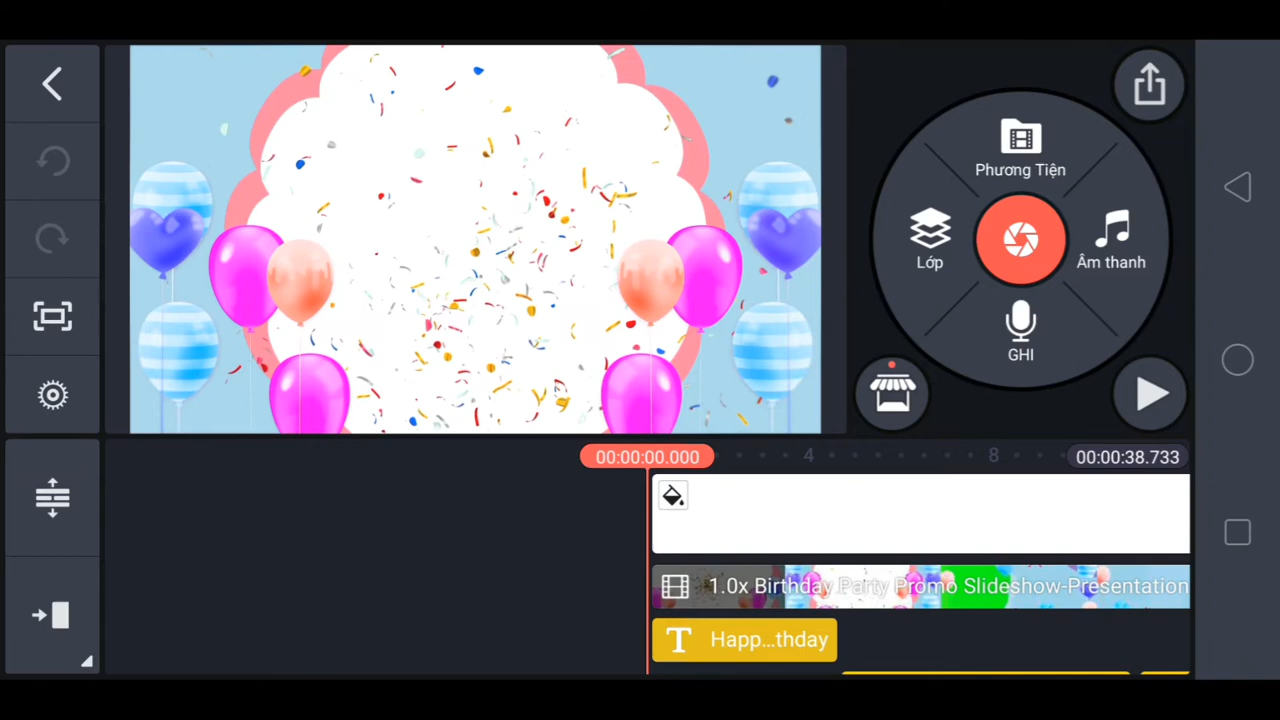 Phương Tiện
Lớp
Âm thanh
GHI
00:00:00.000
4
8
00:00:38.733
1.0x Birthday Party Promo Slideshow-Presentation
T Happ...thday